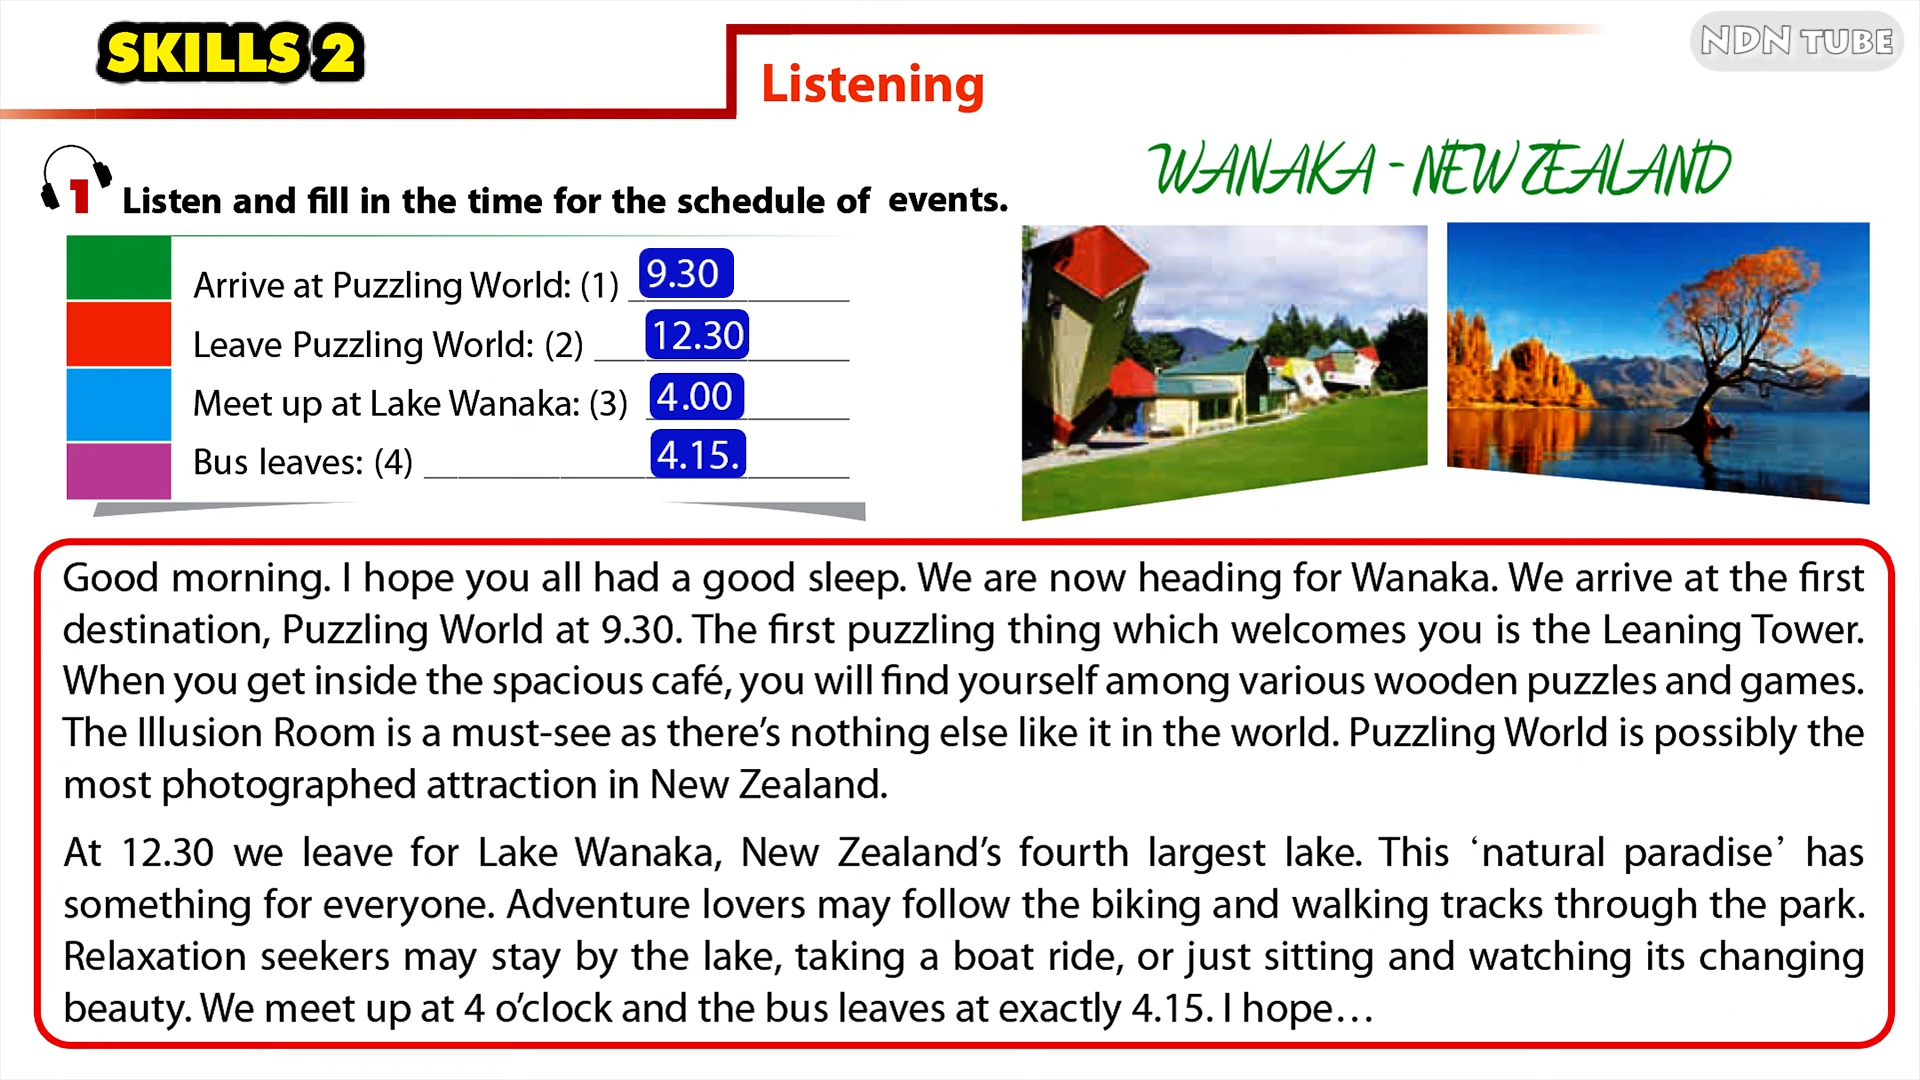 SKILLS 2
Listening
NDN TUBE
1 Listen and fill in the time for the schedule of events.
WANAKA - NEW ZEALAND
Arrive at Puzzling World: (1) 9.30
Leave Puzzling World: (2) 12.30
Meet up at Lake Wanaka: (3) 4.00
Bus leaves: (4) 4.15.
Good morning. I hope you all had a good sleep. We are now heading for Wanaka. We arrive at the first
destination, Puzzling World at 9.30. The first puzzling thing which welcomes you is the Leaning Tower.
When you get inside the spacious café, you will find yourself among various wooden puzzles and games.
The Illusion Room is a must-see as there’s nothing else like it in the world. Puzzling World is possibly the
most photographed attraction in New Zealand.
At 12.30 we leave for Lake Wanaka, New Zealand’s fourth largest lake. This ‘natural paradise’ has
something for everyone. Adventure lovers may follow the biking and walking tracks through the park.
Relaxation seekers may stay by the lake, taking a boat ride, or just sitting and watching its changing
beauty. We meet up at 4 o’clock and the bus leaves at exactly 4.15. I hope…